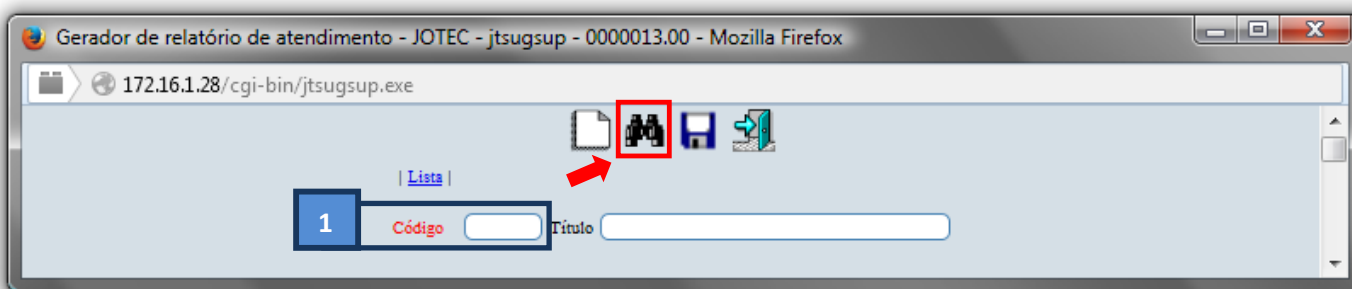 Gerador de relatório de atendimento - JOTEC - jtsugsup - 0000013.00 - Mozilla Firefox
172.16.1.28/cgi-bin/jtsugsup.exe
| Lista |
1 Código Título